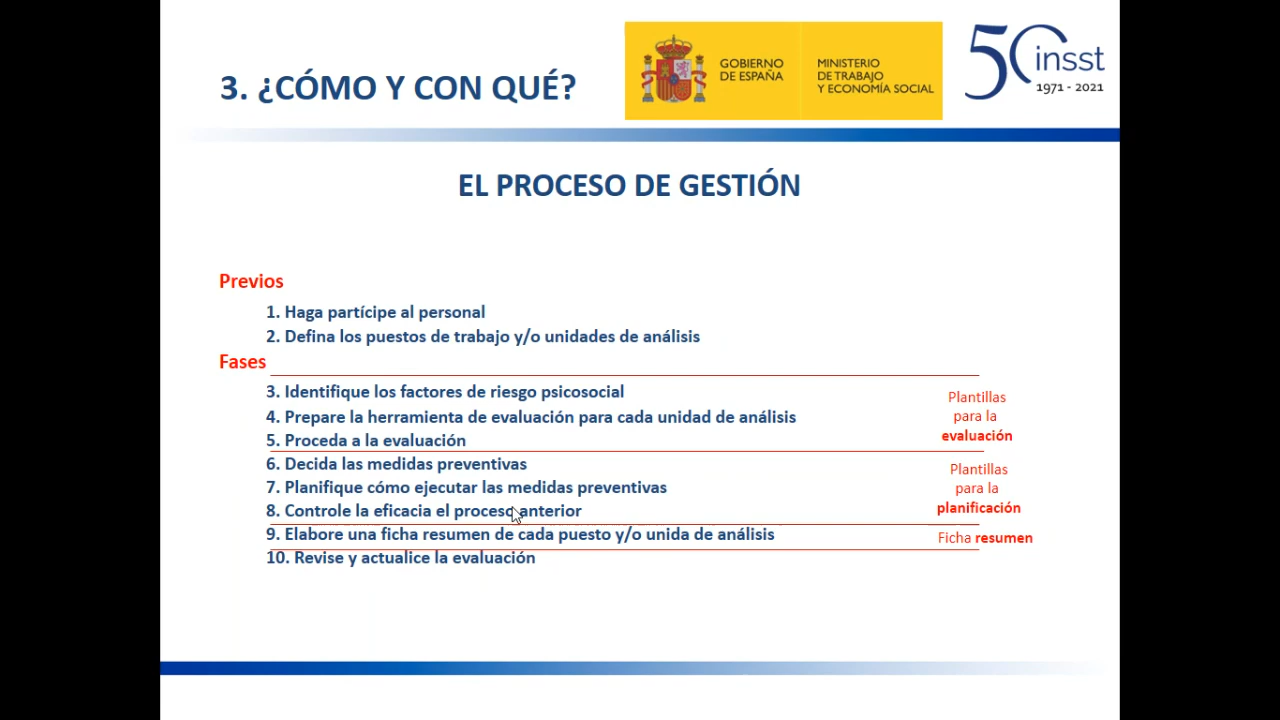 3. ¿CÓMO Y CON QUÉ?
GOBIERNO
DE ESPAÑA
MINISTERIO
DE TRABAJO
Y ECONOMÍA SOCIAL
50 insst
1971 - 2021
EL PROCESO DE GESTIÓN
Previos
1. Haga partícipe al personal
2. Defina los puestos de trabajo y/o unidades de análisis
Fases
3. Identifique los factores de riesgo psicosocial
4. Prepare la herramienta de evaluación para cada unidad de análisis
5. Proceda a la evaluación
Plantillas
para la
evaluación
6. Decida las medidas preventivas
7. Planifique cómo ejecutar las medidas preventivas
8. Controle la eficacia el proceso anterior
Plantillas
para la
planificación
9. Elabore una ficha resumen de cada puesto y/o unida de análisis
Ficha resumen
10. Revise y actualice la evaluación